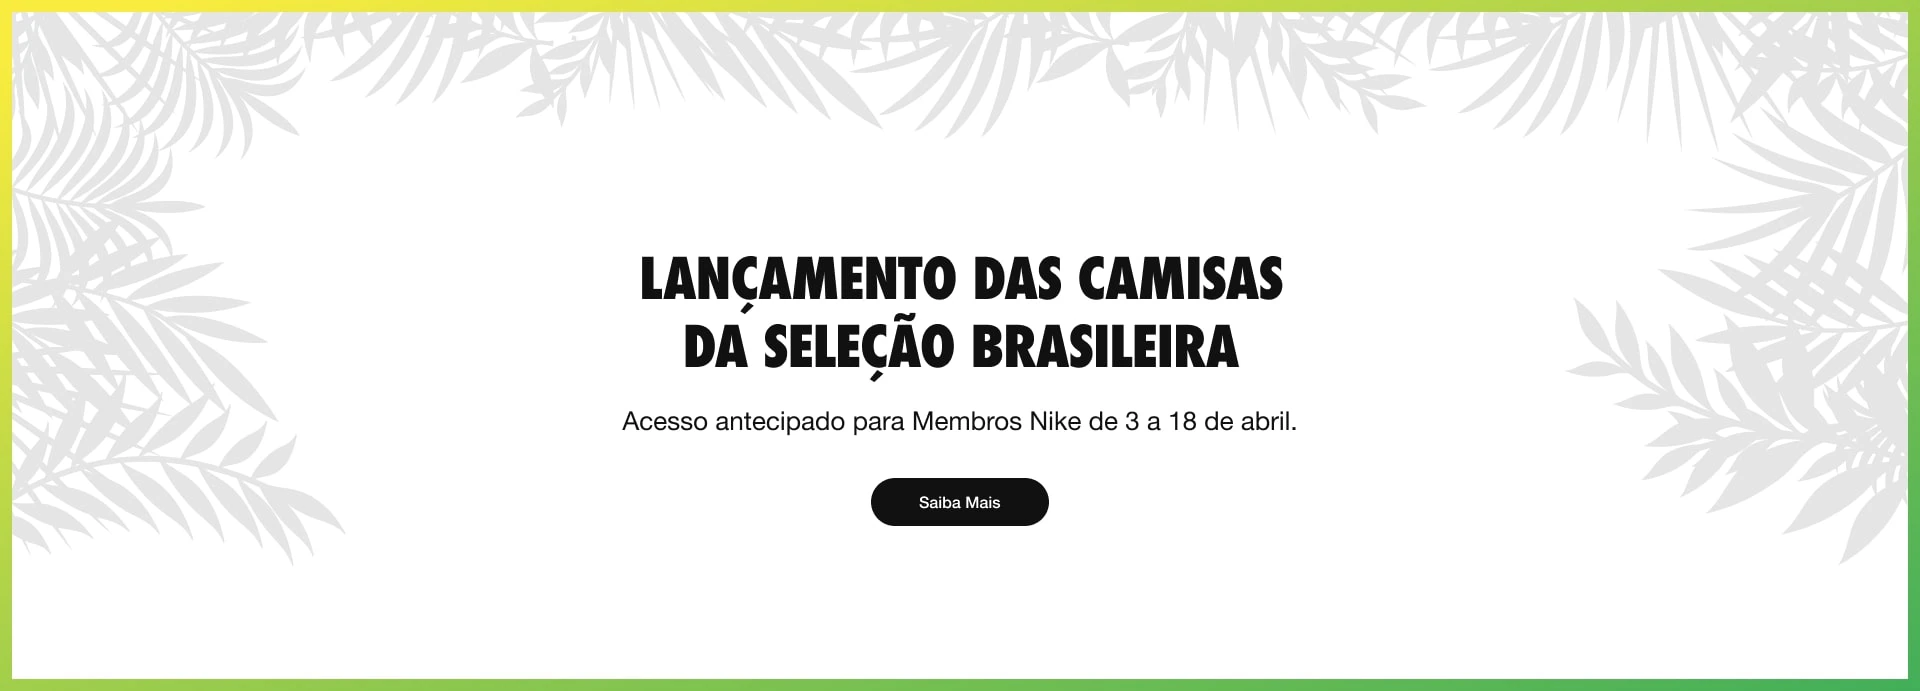 LANÇAMENTO DAS CAMISAS
DA SELEÇÃO BRASILEIRA
Acesso antecipado para Membros Nike de 3 a 18 de abril.
Saiba Mais